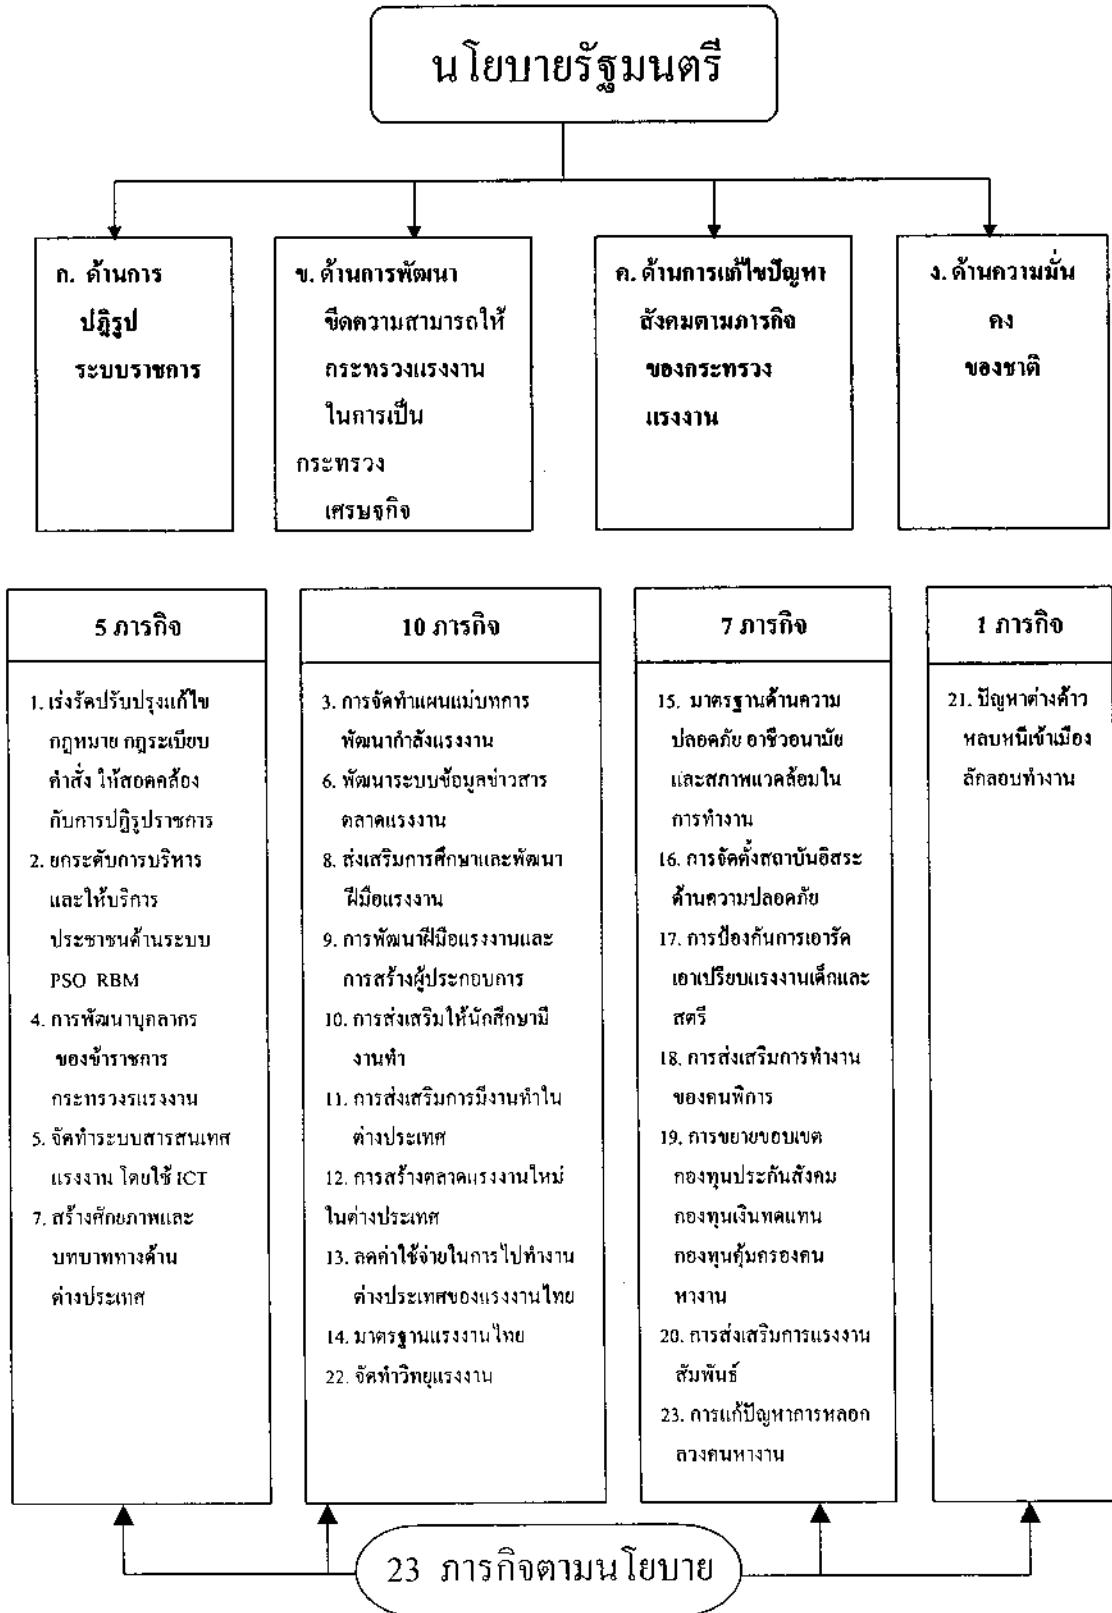 นโยบายรัฐมนตรี
ก. ด้านการ
ปฏิรูป
ระบบราชการ
ข. ด้านการพัฒนา
ขีดความสามารถให้
กระทรวงแรงงาน
ในการเป็น
กระทรวง
เศรษฐกิจ
ค. ด้านการแก้ไขปัญหา
สังคมตามภารกิจ
ของกระทรวง
แรงงาน
ง. ด้านความมั่น
คง
ของชาติ
5 ภารกิจ
1. เร่งรัดปรับปรุงแก้ไข
กฎหมาย กฎระเบียบ
คำสั่ง ให้สอดคล้อง
กับการปฏิรูปราชการ
2. ยกระดับการบริหาร
และให้บริการ
ประชาชนด้านระบบ
PSO RBM
4. การพัฒนาบุคลากร
ของข้าราชการ
กระทรวงรแรงงาน
5. จัดทำระบบสารสนเทศ
แรงงาน โดยใช้ ICT
7. สร้างศักยภาพและ
บทบาททางด้าน
ต่างประเทศ
10 ภารกิจ
3. การจัดทำแผนแม่บทการ
พัฒนากำลังแรงงาน
6. พัฒนาระบบข้อมูลข่าวสาร
ตลาดแรงงาน
8. ส่งเสริมการศึกษาและพัฒนา
ฝีมือแรงงาน
9. การพัฒนาฝีมือแรงงานและ
การสร้างผู้ประกอบการ
10. การส่งเสริมให้นักศึกษามี
งานทำ
11. การส่งเสริมการมีงานทำใน
ต่างประเทศ
12. การสร้างตลาดแรงงานใหม่
ในต่างประเทศ
13. ลดค่าใช้จ่ายในการไปทำงาน
ต่างประเทศของแรงงานไทย
14. มาตรฐานแรงงานไทย
22. จัดทำวิทยุแรงงาน
7 ภารกิจ
15. มาตรฐานด้านความ
ปลอดภัย อาชีวอนามัย
และสภาพแวดล้อมใน
การทำงาน
16. การจัดตั้งสถาบันอิสระ
ด้านความปลอดภัย
17. การป้องกันการเอารัด
เอาเปรียบแรงงานเด็กและ
สตรี
18. การส่งเสริมการทำงาน
ของคนพิการ
19. การขยายขอบเขต
กองทุนประกันสังคม
กองทุนเงินทดแทน
กองทุนคุ้มครองคน
หางาน
20. การส่งเสริมการแรงงาน
สัมพันธ์
23. การแก้ปัญหาการหลอก
ลวงคนหางาน
1 ภารกิจ
21. ปัญหาต่างด้าว
หลบหนีเข้าเมือง
ลักลอบทำงาน
23 ภารกิจตามนโยบาย